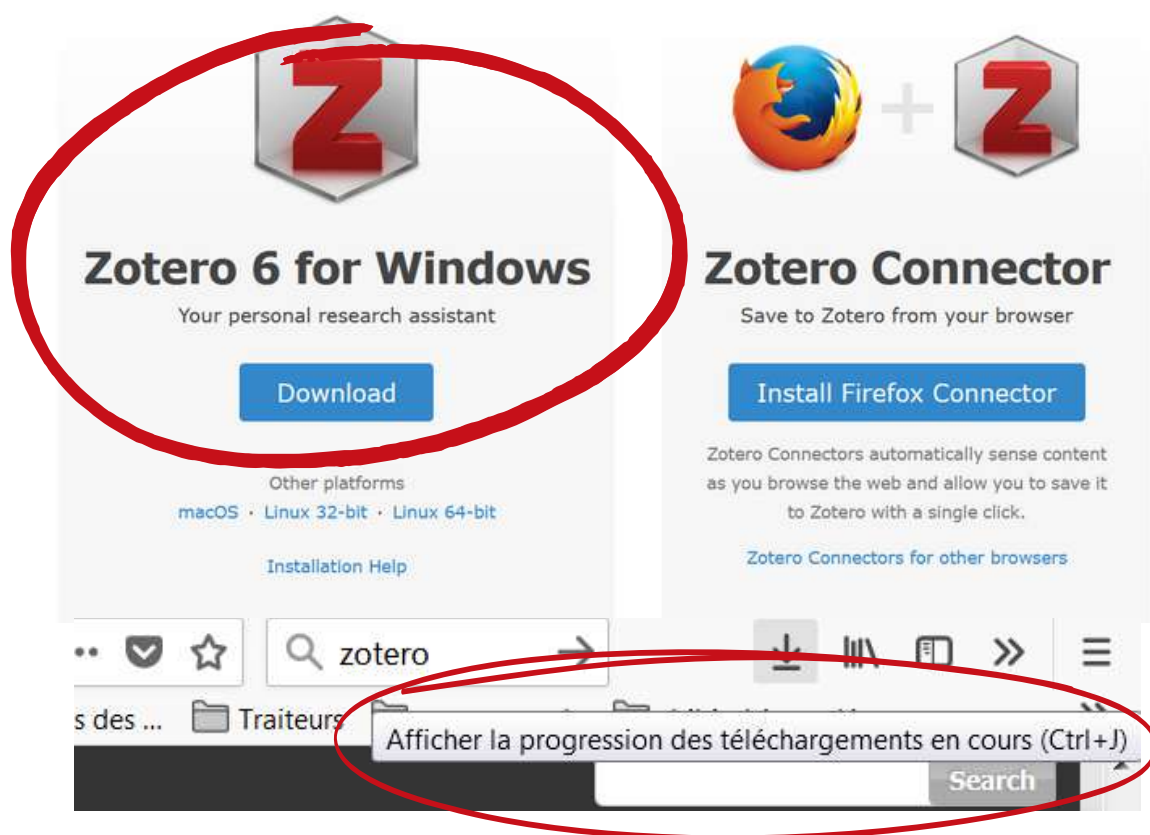 Z
Zotero 6 for Windows
Your personal research assistant
Download
Other platforms
macOS · Linux 32-bit · Linux 64-bit
Installation Help
+ Z
Zotero Connector
Save to Zotero from your browser
Install Firefox Connector
Zotero Connectors automatically sense content
as you browse the web and allow you to save it
to Zotero with a single click.
Zotero Connectors for other browsers
zotero
s des ... Traiteurs
Afficher la progression des téléchargements en cours (Ctrl+J)
Search